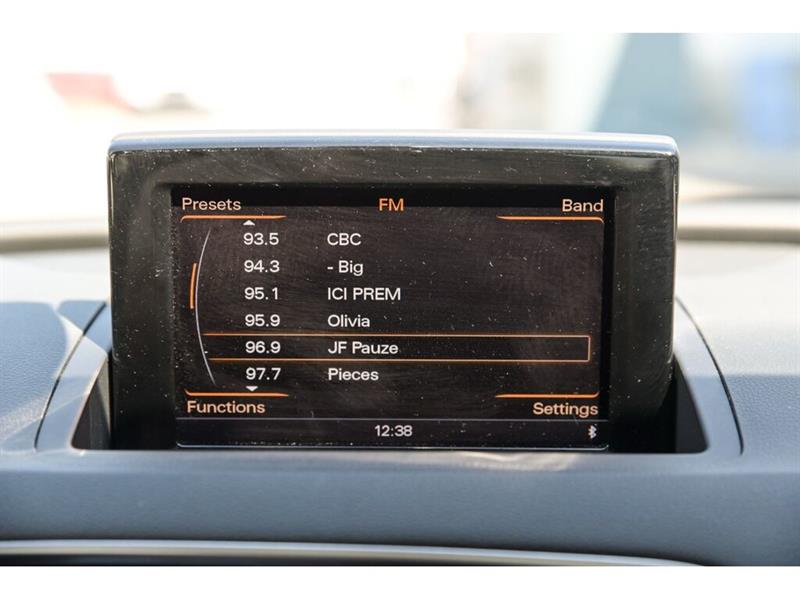 Presets FM Band
93.5 CBC
94.3 - Big
95.1 ICI PREM
95.9 Olivia
96.9 JF Pauze
97.7 Pieces
Functions Settings
12:38